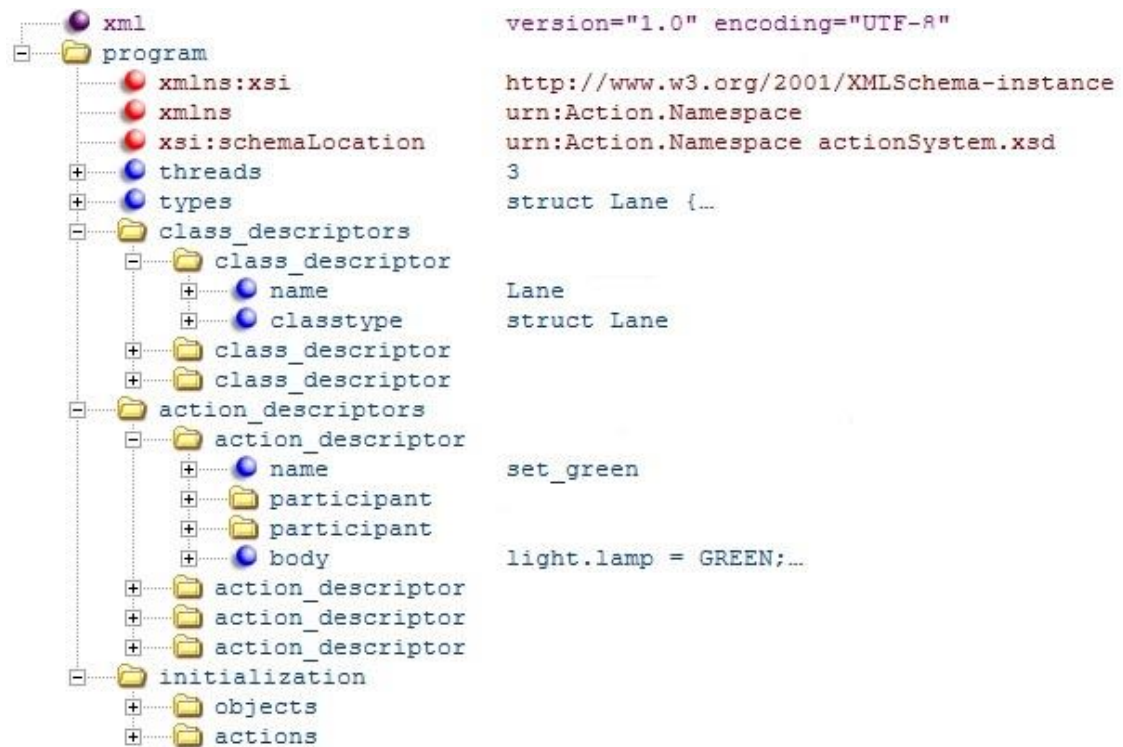 xml version="1.0" encoding="UTF-8"
program
xmlns:xsi http://www.w3.org/2001/XMLSchema-instance
xmlns urn:Action.Namespace
xsi:schemaLocation urn:Action.Namespace actionSystem.xsd
threads 3
types struct Lane {…
class_descriptors
class_descriptor
name Lane
classtype struct Lane
class_descriptor
class_descriptor
action_descriptors
action_descriptor
name set_green
participant
participant
body light.lamp = GREEN;…
action_descriptor
action_descriptor
action_descriptor
initialization
objects
actions